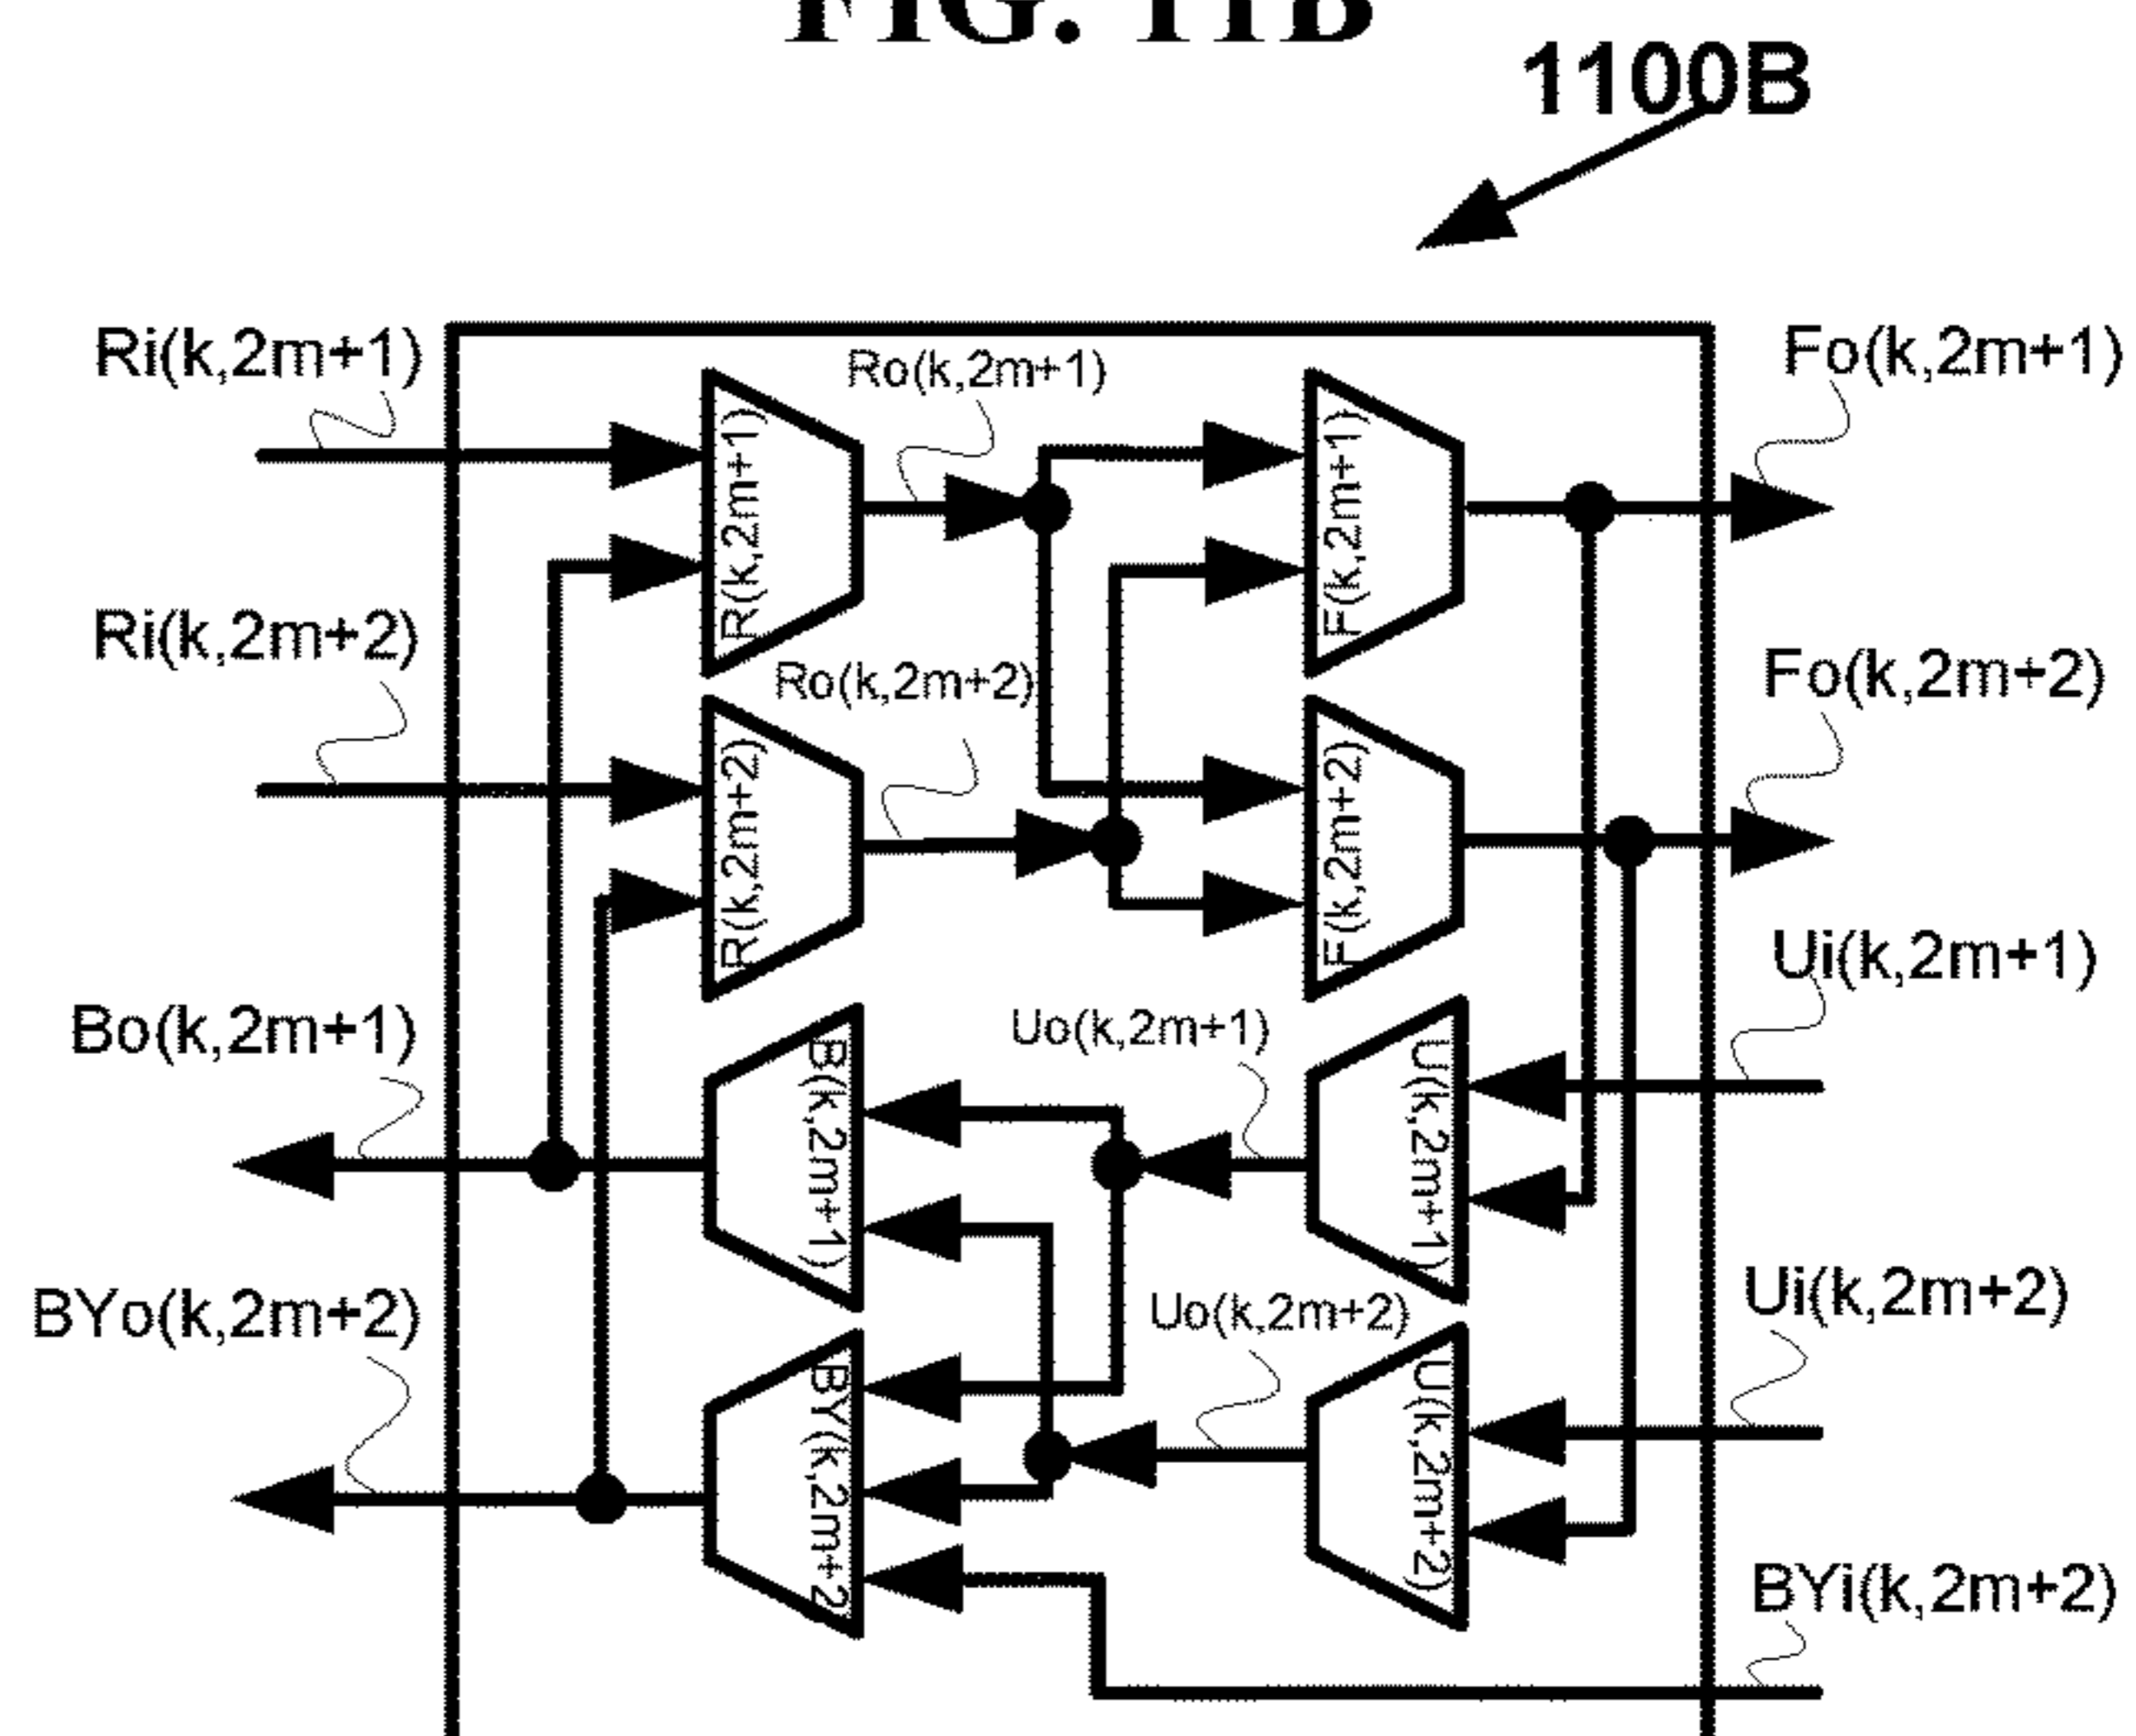 FIG. 11B
1100B
Ri(k,2m+1)
Ro(k,2m+1)
Fo(k,2m+1)
R(k,2m+1)
F(k,2m+1)
Ri(k,2m+2)
Ro(k,2m+2)
Fo(k,2m+2)
R(k,2m+2)
F(k,2m+2)
Ui(k,2m+1)
Bo(k,2m+1)
Uo(k,2m+1)
B(k,2m+1)
U(k,2m+1)
BYo(k,2m+2)
Uo(k,2m+2)
Ui(k,2m+2)
BY(k,2m+2
U(k,2m+2)
BYi(k,2m+2)